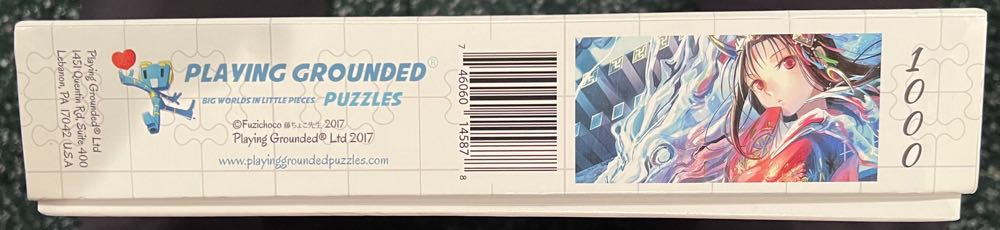 Playing Grounded® Ltd
1451 Quentin Rd, Suite 400
Lebanon, PA 17042 U.S.A
PLAYING GROUNDED®
BIG WORLDS IN LITTLE PIECES PUZZLES
©Fuzichoco 藤ちょこ先生 2017
Playing Grounded® Ltd 2017
www.playinggroundedpuzzles.com
7 46060 14587 8
1000